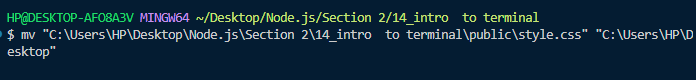 HP@DESKTOP-AFO8A3V MINGW64 ~/Desktop/Node.js/Section 2/14_intro  to terminal
$ mv "C:\Users\HP\Desktop\Node.js\Section 2\14_intro  to terminal\public\style.css" "C:\Users\HP\D
esktop"